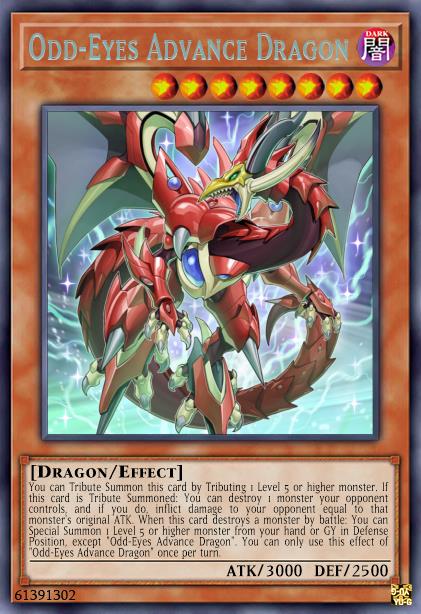 ODD-EYES ADVANCE DRAGON
DARK
闇
[DRAGON/EFFECT]
You can Tribute Summon this card by Tributing 1 Level 5 or higher monster. If
this card is Tribute Summoned: You can destroy 1 monster your opponent
controls, and if you do, inflict damage to your opponent equal to that
monster's original ATK. When this card destroys a monster by battle: You can
Special Summon 1 Level 5 or higher monster from your hand or GY in Defense
Position, except "Odd-Eyes Advance Dragon". You can only use this effect of
"Odd-Eyes Advance Dragon" once per turn.
ATK/3000 DEF/2500
61391302